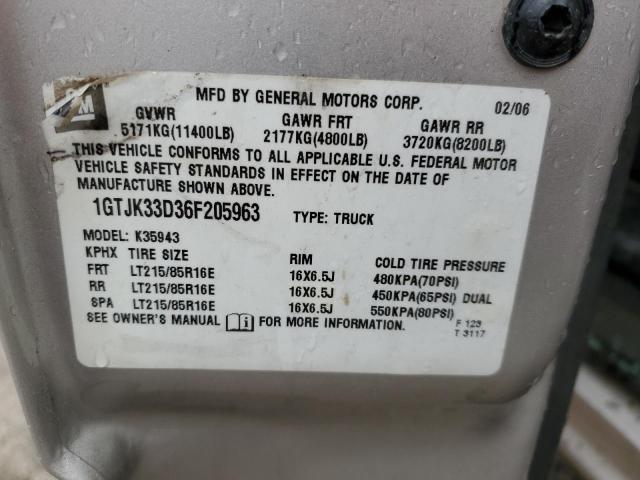 GM
MFD BY GENERAL MOTORS CORP. 02/06
GVWR GAWR FRT GAWR RR
5171KG(11400LB) 2177KG(4800LB) 3720KG(8200LB)
THIS VEHICLE CONFORMS TO ALL APPLICABLE U.S. FEDERAL MOTOR
VEHICLE SAFETY STANDARDS IN EFFECT ON THE DATE OF
MANUFACTURE SHOWN ABOVE.
1GTJK33D36F205963 TYPE: TRUCK
MODEL: K35943
KPHX TIRE SIZE RIM COLD TIRE PRESSURE
FRT LT215/85R16E 16X6.5J 480KPA(70PSI)
RR LT215/85R16E 16X6.5J 450KPA(65PSI) DUAL
SPA LT215/85R16E 16X6.5J 550KPA(80PSI)
SEE OWNER'S MANUAL FOR MORE INFORMATION.
F 123
T 3117